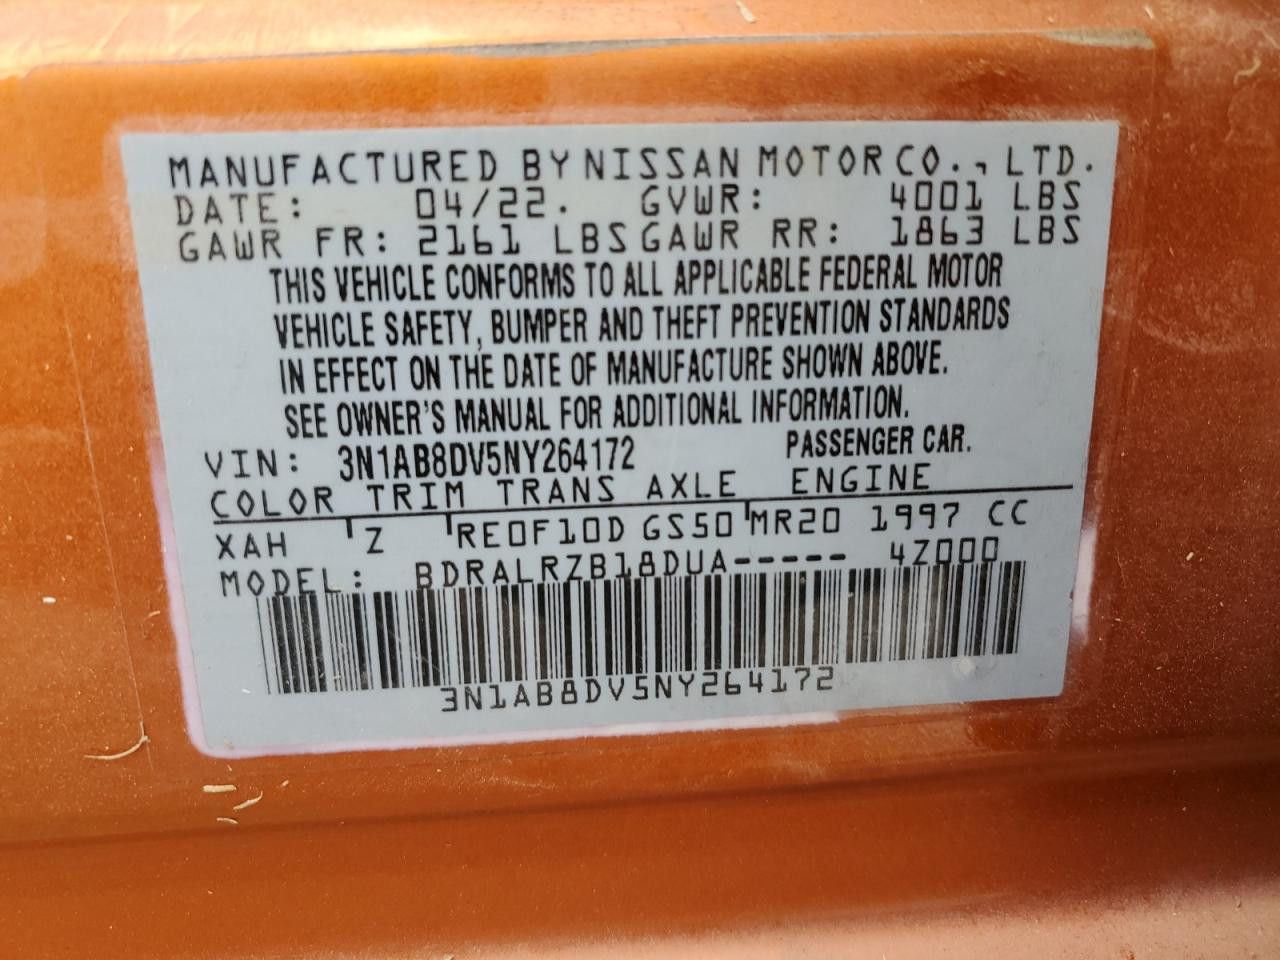 MANUFACTURED BY NISSAN MOTOR CO., LTD.
DATE: 04/22. GVWR: 4001 LBS
GAWR FR: 2161 LBS GAWR RR: 1863 LBS
THIS VEHICLE CONFORMS TO ALL APPLICABLE FEDERAL MOTOR
VEHICLE SAFETY, BUMPER AND THEFT PREVENTION STANDARDS
IN EFFECT ON THE DATE OF MANUFACTURE SHOWN ABOVE.
SEE OWNER'S MANUAL FOR ADDITIONAL INFORMATION.
VIN: 3N1AB8DV5NY264172 PASSENGER CAR.
COLOR TRIM TRANS AXLE ENGINE
XAH Z RE0F10D GS50 MR20 1997 CC
MODEL: BDRALRZB18DUA----- 4Z000
3N1AB8DV5NY264172